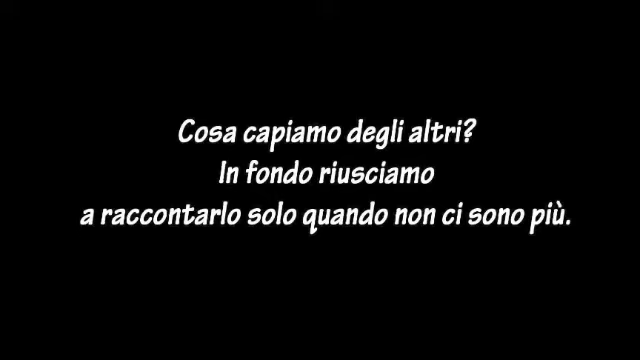 Cosa capiamo degli altri?
In fondo riusciamo
a raccontarlo solo quando non ci sono più.